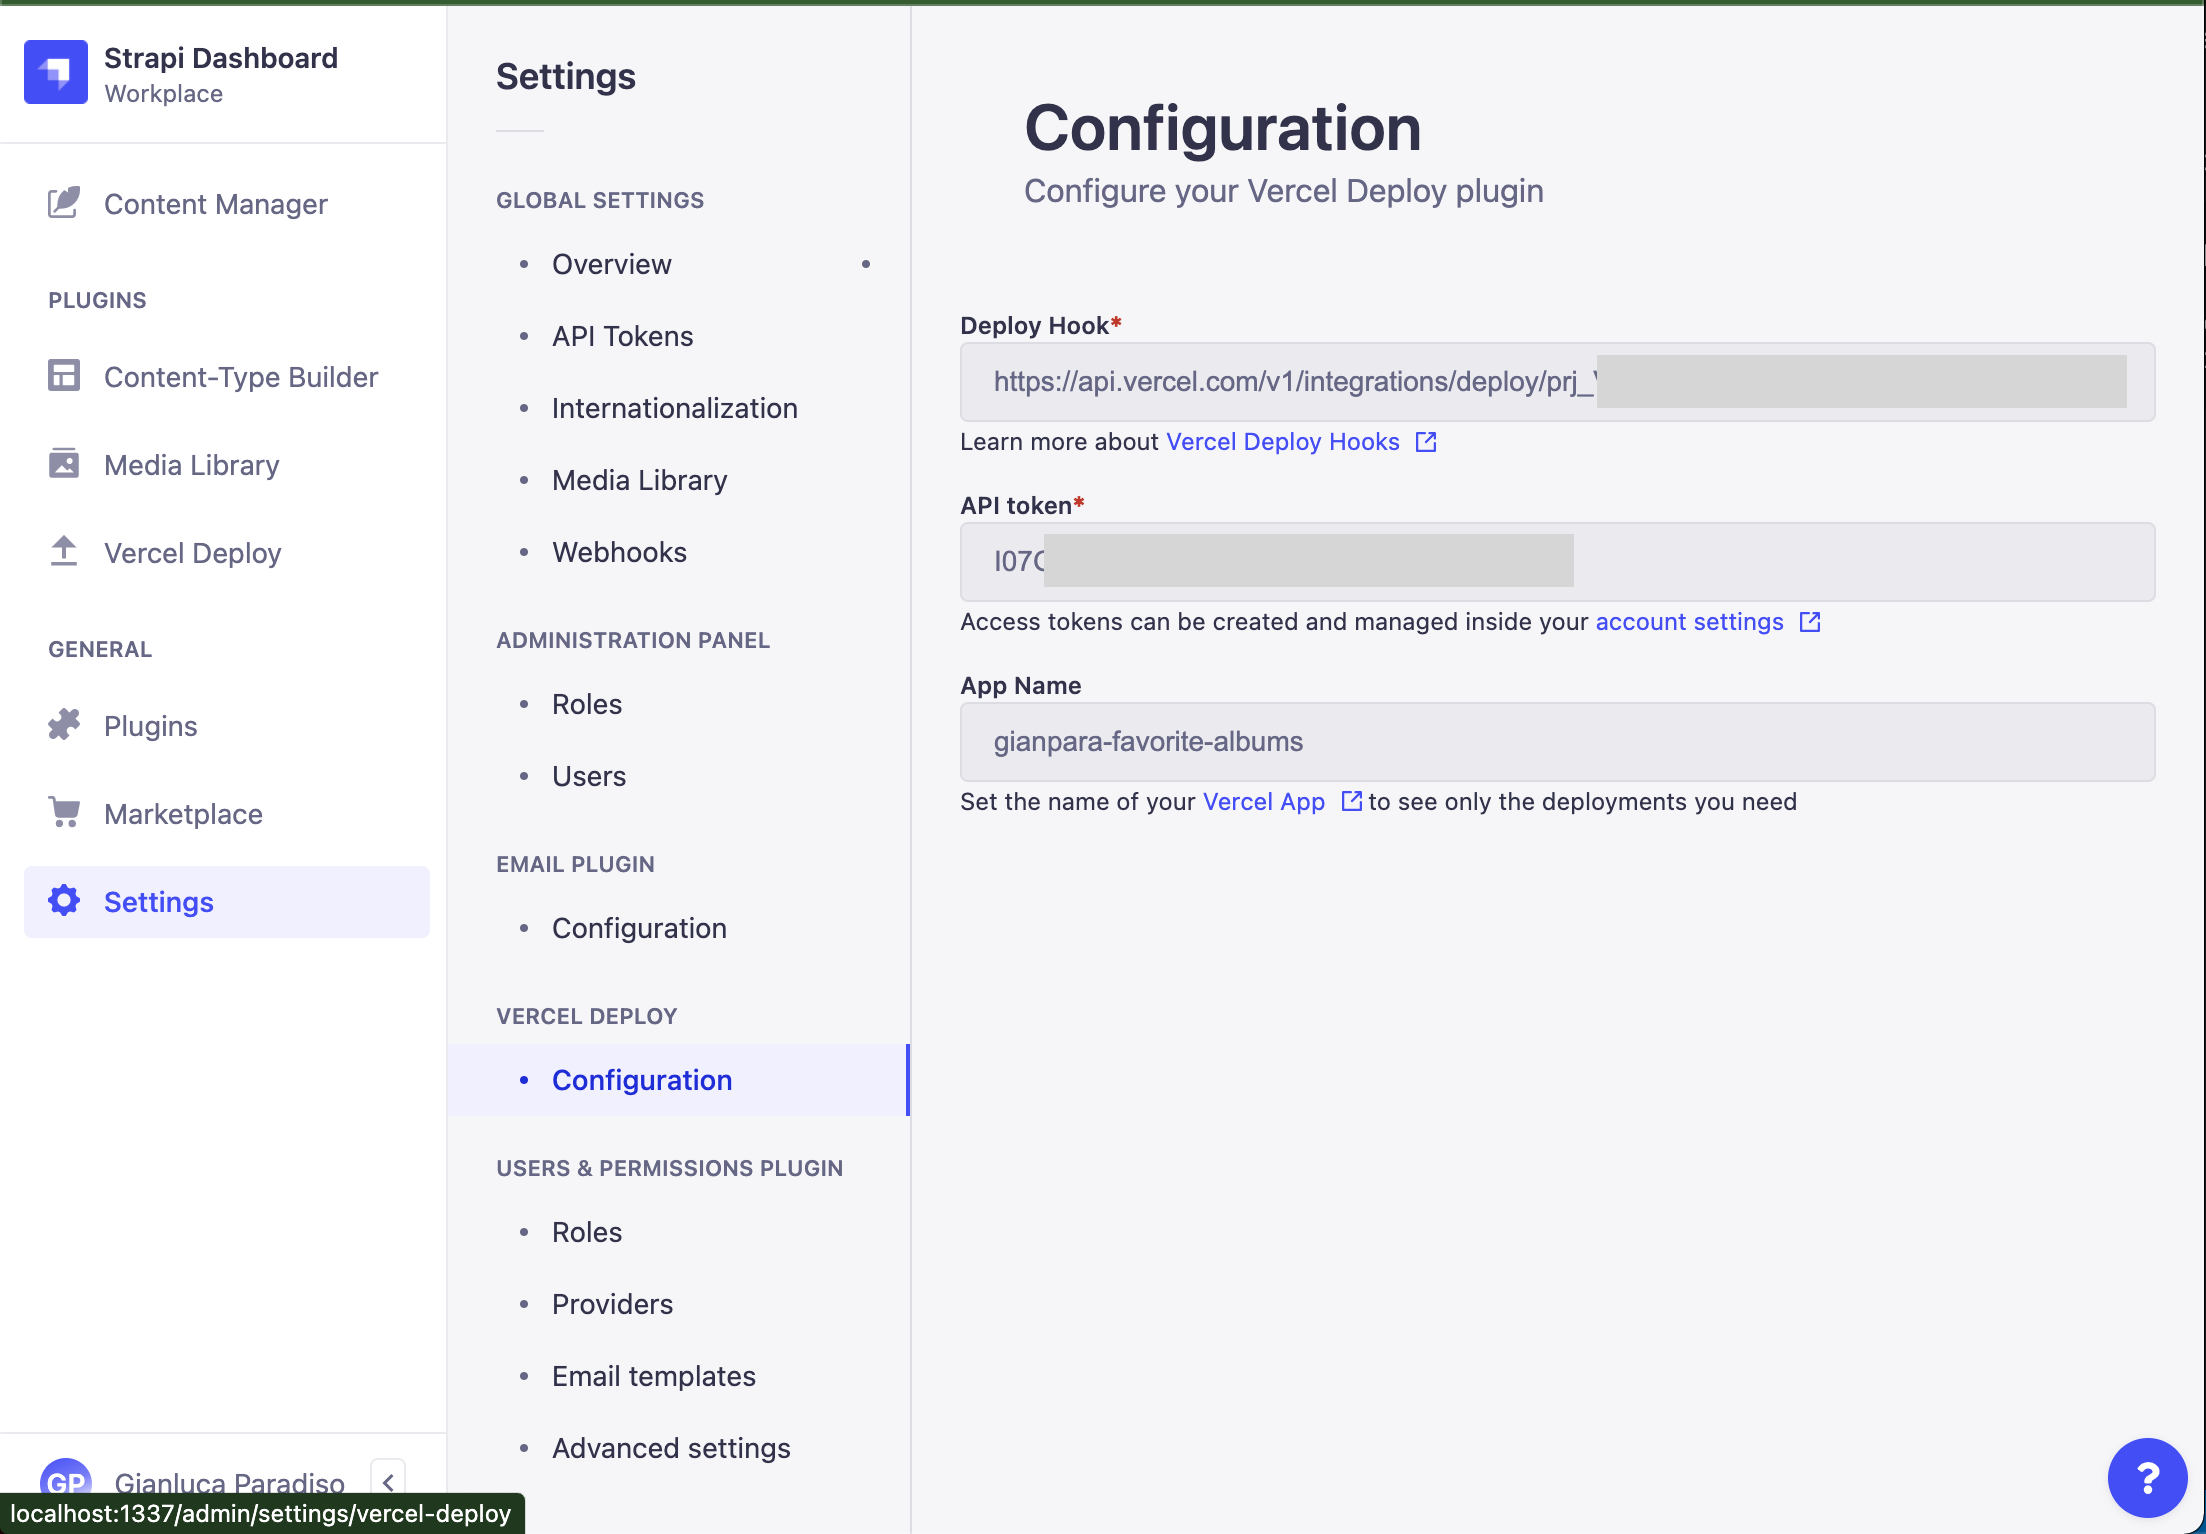 Strapi Dashboard
Workplace
Content Manager
PLUGINS
Content-Type Builder
Media Library
Vercel Deploy
GENERAL
Plugins
Marketplace
Settings
GP
Gianluca Paradiso
localhost:1337/admin/settings/vercel-deploy
Settings
GLOBAL SETTINGS
Overview
API Tokens
Internationalization
Media Library
Webhooks
ADMINISTRATION PANEL
Roles
Users
EMAIL PLUGIN
Configuration
VERCEL DEPLOY
Configuration
USERS & PERMISSIONS PLUGIN
Roles
Providers
Email templates
Advanced settings
Configuration
Configure your Vercel Deploy plugin
Deploy Hook*
https://api.vercel.com/v1/integrations/deploy/prj_
Learn more about Vercel Deploy Hooks
API token*
Access tokens can be created and managed inside your account settings
App Name
gianpara-favorite-albums
Set the name of your Vercel App to see only the deployments you need
?